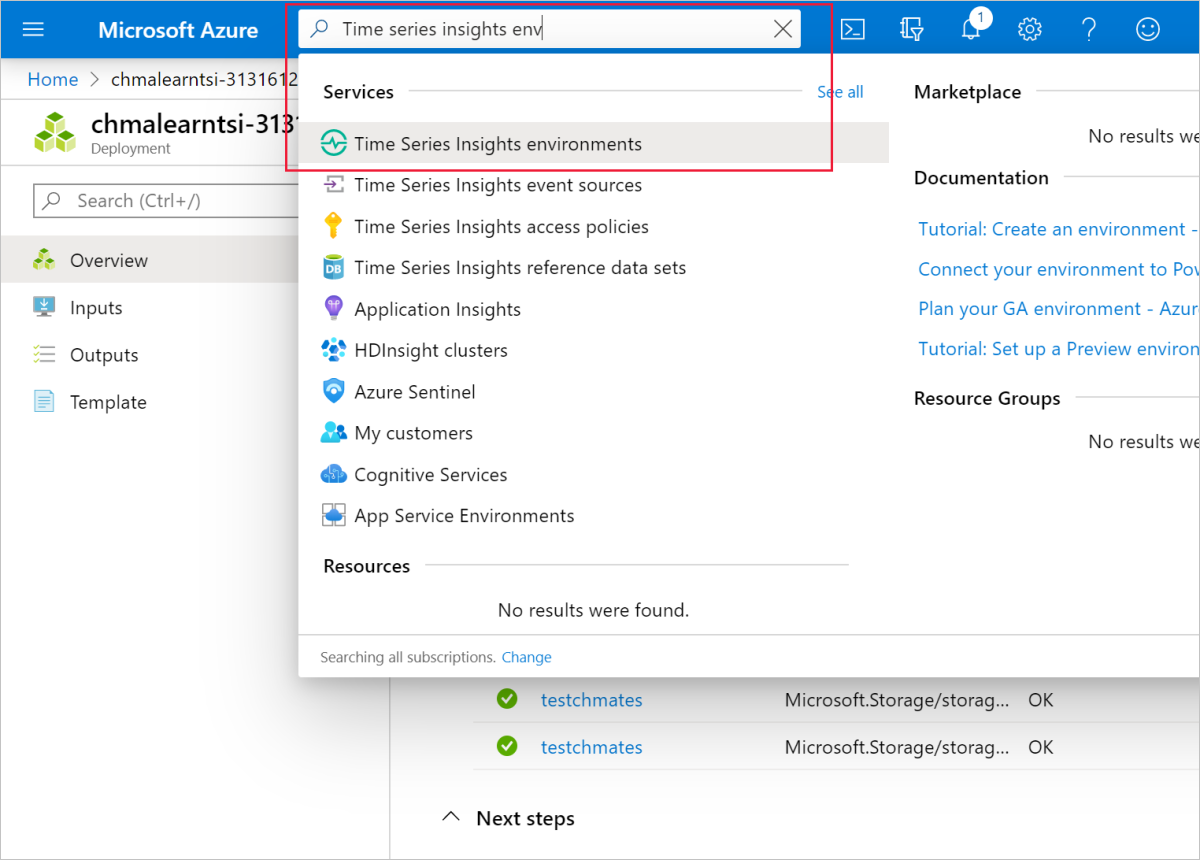 Microsoft Azure
Time series insights env
1
Home > chmalearntsi-3131612
chmalearntsi-313
Deployment
Search (Ctrl+/)
Overview
Inputs
Outputs
Template
Services
See all
Time Series Insights environments
Time Series Insights event sources
Time Series Insights access policies
DB
Time Series Insights reference data sets
Application Insights
HDInsight clusters
Azure Sentinel
My customers
Cognitive Services
App Service Environments
Resources
No results were found.
Searching all subscriptions. Change
Marketplace
No results we
Documentation
Tutorial: Create an environment -
Connect your environment to Pow
Plan your GA environment - Azur
Tutorial: Set up a Preview environ
Resource Groups
No results we
testchmates Microsoft.Storage/storag... OK
testchmates Microsoft.Storage/storag... OK
Next steps